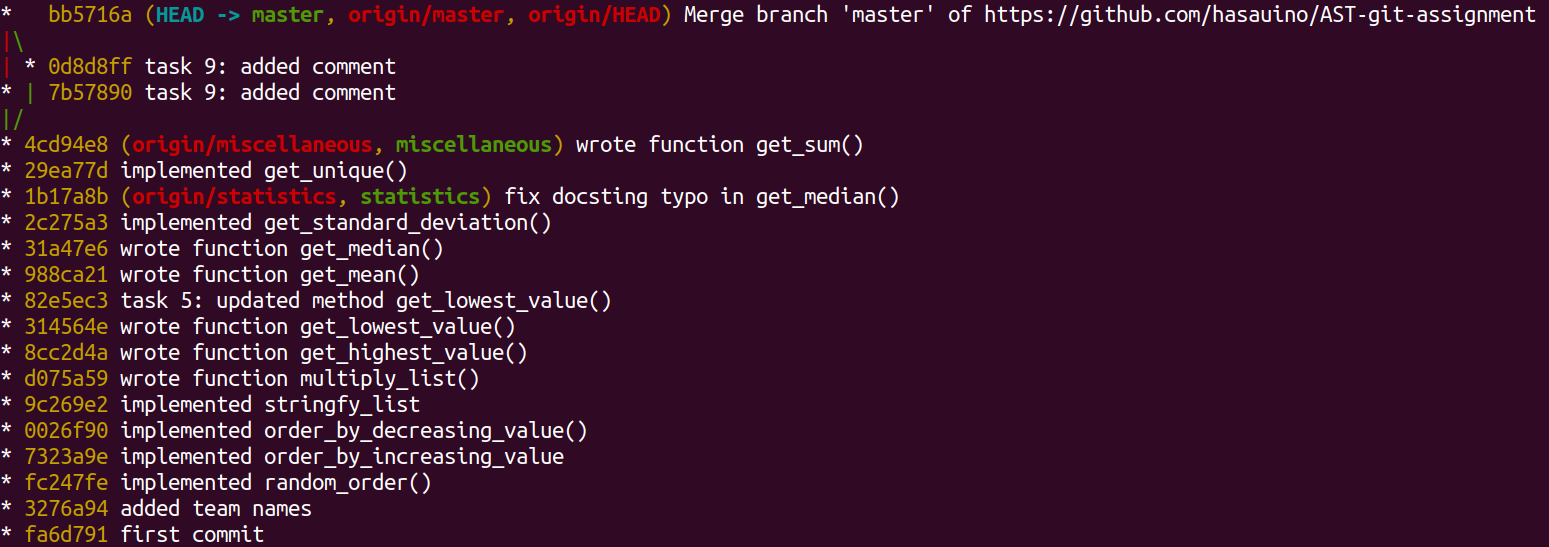 *   bb5716a (HEAD -> master, origin/master, origin/HEAD) Merge branch 'master' of https://github.com/hasauino/AST-git-assignment
|\
| * 0d8d8ff task 9: added comment
* | 7b57890 task 9: added comment
|/
* 4cd94e8 (origin/miscellaneous, miscellaneous) wrote function get_sum()
* 29ea77d implemented get_unique()
* 1b17a8b (origin/statistics, statistics) fix docsting typo in get_median()
* 2c275a3 implemented get_standard_deviation()
* 31a47e6 wrote function get_median()
* 988ca21 wrote function get_mean()
* 82e5ec3 task 5: updated method get_lowest_value()
* 314564e wrote function get_lowest_value()
* 8cc2d4a wrote function get_highest_value()
* d075a59 wrote function multiply_list()
* 9c269e2 implemented stringfy_list
* 0026f90 implemented order_by_decreasing_value()
* 7323a9e implemented order_by_increasing_value
* fc247fe implemented random_order()
* 3276a94 added team names
* fa6d791 first commit